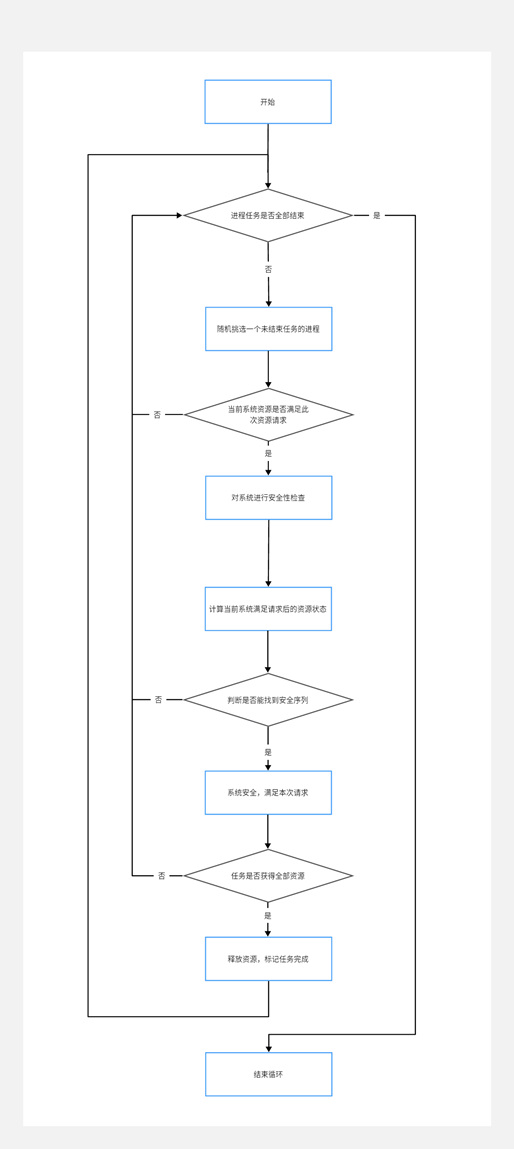 开始
进程任务是否全部结束
是
否
随机挑选一个未结束任务的进程
当前系统资源是否满足此
次资源请求
否
是
对系统进行安全性检查
计算当前系统满足请求后的资源状态
判断是否能找到安全序列
否
是
系统安全，满足本次请求
任务是否获得全部资源
否
是
释放资源，标记任务完成
结束循环